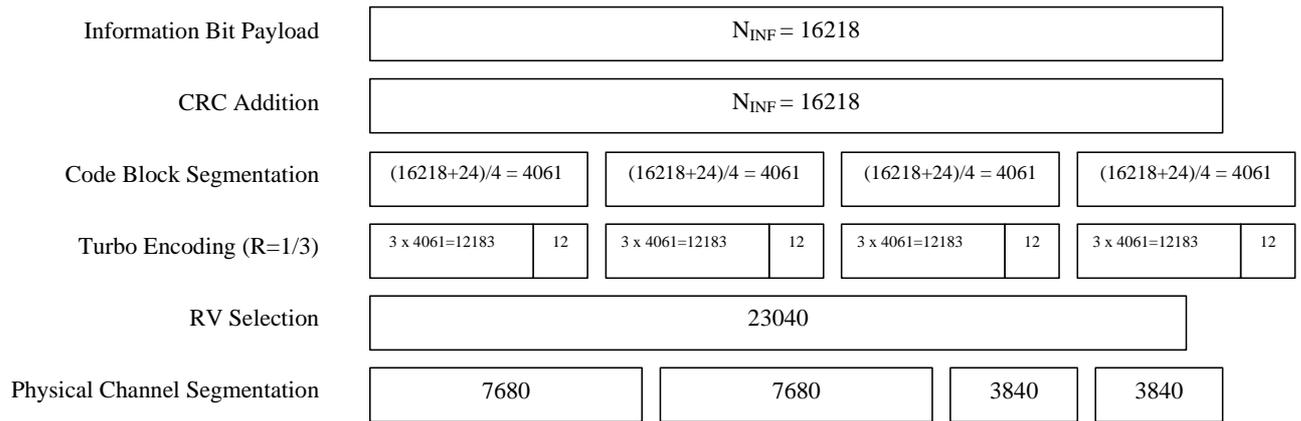 Information Bit Payload N_INF = 16218
CRC Addition N_INF = 16218
Code Block Segmentation (16218+24)/4 = 4061 (16218+24)/4 = 4061 (16218+24)/4 = 4061 (16218+24)/4 = 4061
Turbo Encoding (R=1/3) 3 x 4061=12183 12 3 x 4061=12183 12 3 x 4061=12183 12 3 x 4061=12183 12
RV Selection 23040
Physical Channel Segmentation 7680 7680 3840 3840